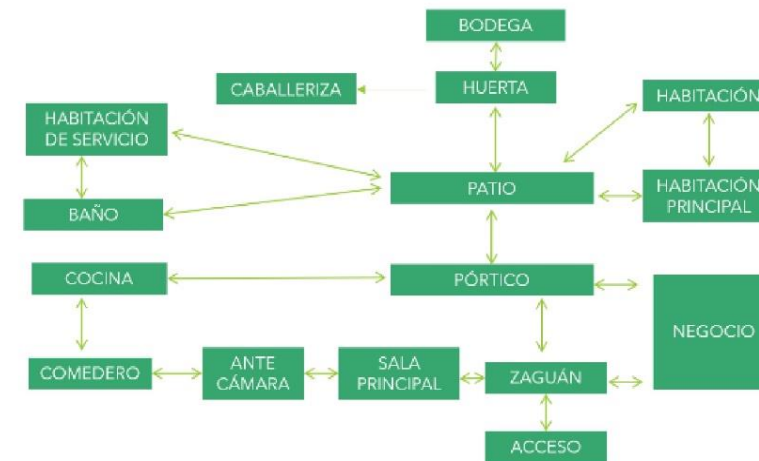 BODEGA
CABALLERIZA
HUERTA
HABITACIÓN
HABITACIÓN
DE SERVICIO
PATIO
HABITACIÓN
PRINCIPAL
BAÑO
COCINA
PÓRTICO
NEGOCIO
COMEDERO
ANTE
CÁMARA
SALA
PRINCIPAL
ZAGUÁN
ACCESO